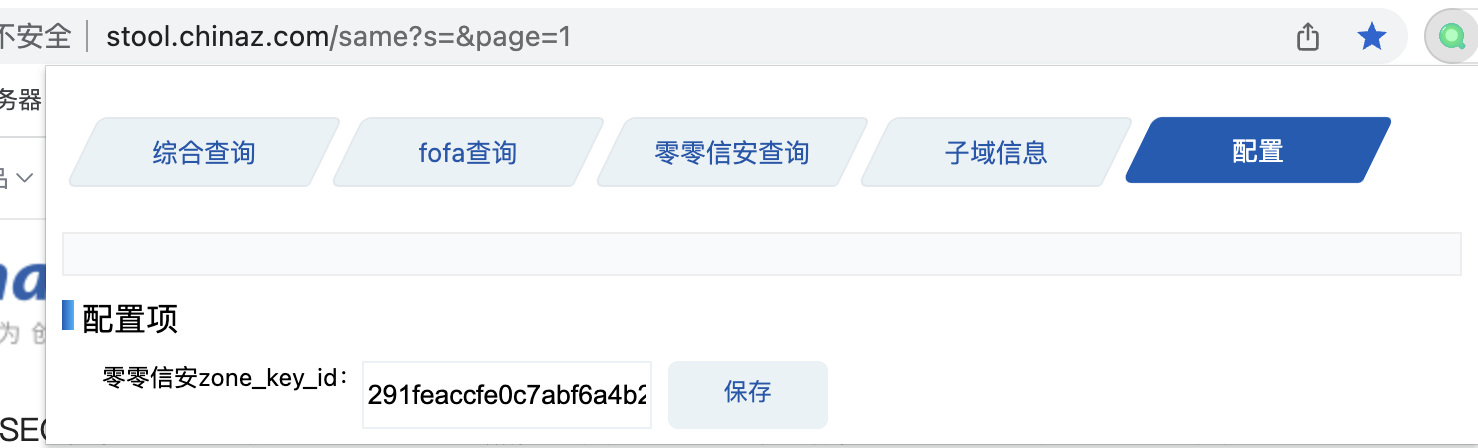 不安全 stool.chinaz.com/same?s=&page=1
务器
综合查询 fofa查询 零零信安查询 子域信息 配置
品
配置项
为 创
零零信安zone_key_id： 291feaccfe0c7abf6a4b2 保存
SEO